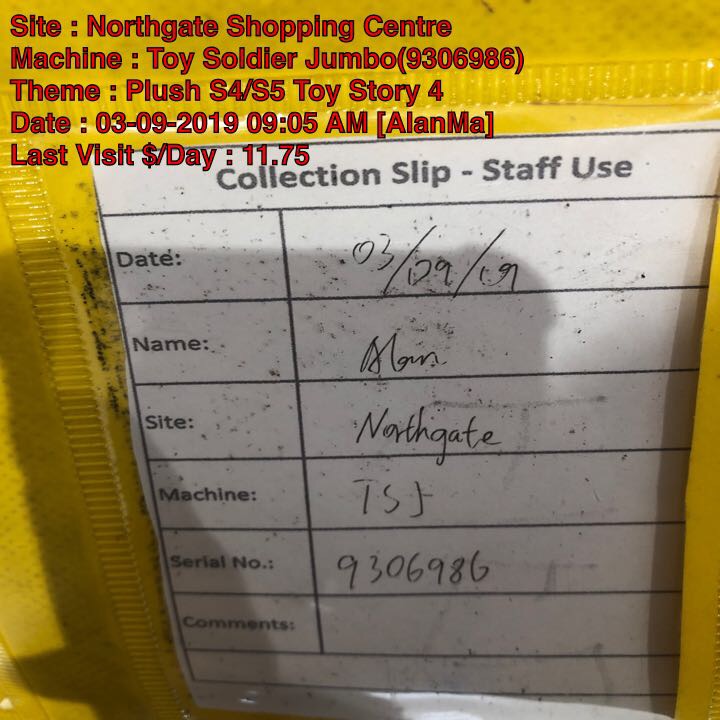 Site : Northgate Shopping Centre
Machine : Toy Soldier Jumbo(9306986)
Theme : Plush S4/S5 Toy Story 4
Date : 03-09-2019 09:05 AM [AlanMa]
Last Visit $/Day : 11.75
Collection Slip - Staff Use
Date: 03/09/19
Name: Alan
Site: Northgate
Machine: TSJ
Serial No.: 9306986
Comments: